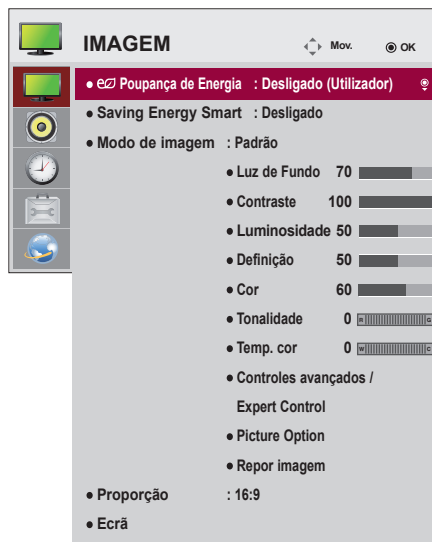 IMAGEM Mov. OK
• Poupança de Energia : Desligado (Utilizador)
• Saving Energy Smart : Desligado
• Modo de imagem : Padrão
• Luz de Fundo 70
• Contraste 100
• Luminosidade 50
• Definição 50
• Cor 60
• Tonalidade 0 R G
• Temp. cor 0 W C
• Controles avançados /
Expert Control
• Picture Option
• Repor imagem
• Proporção : 16:9
• Ecrã